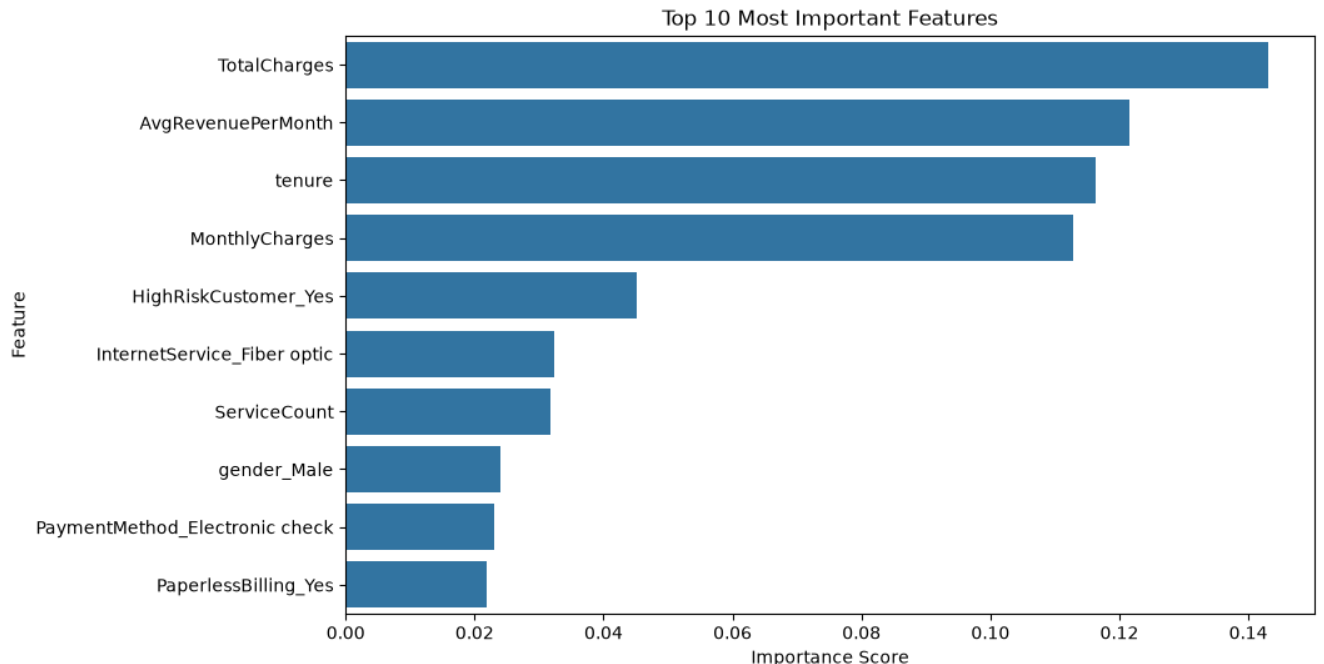 Top 10 Most Important Features
Feature
TotalCharges
AvgRevenuePerMonth
tenure
MonthlyCharges
HighRiskCustomer_Yes
InternetService_Fiber optic
ServiceCount
gender_Male
PaymentMethod_Electronic check
PaperlessBilling_Yes
0.00 0.02 0.04 0.06 0.08 0.10 0.12 0.14
Importance Score